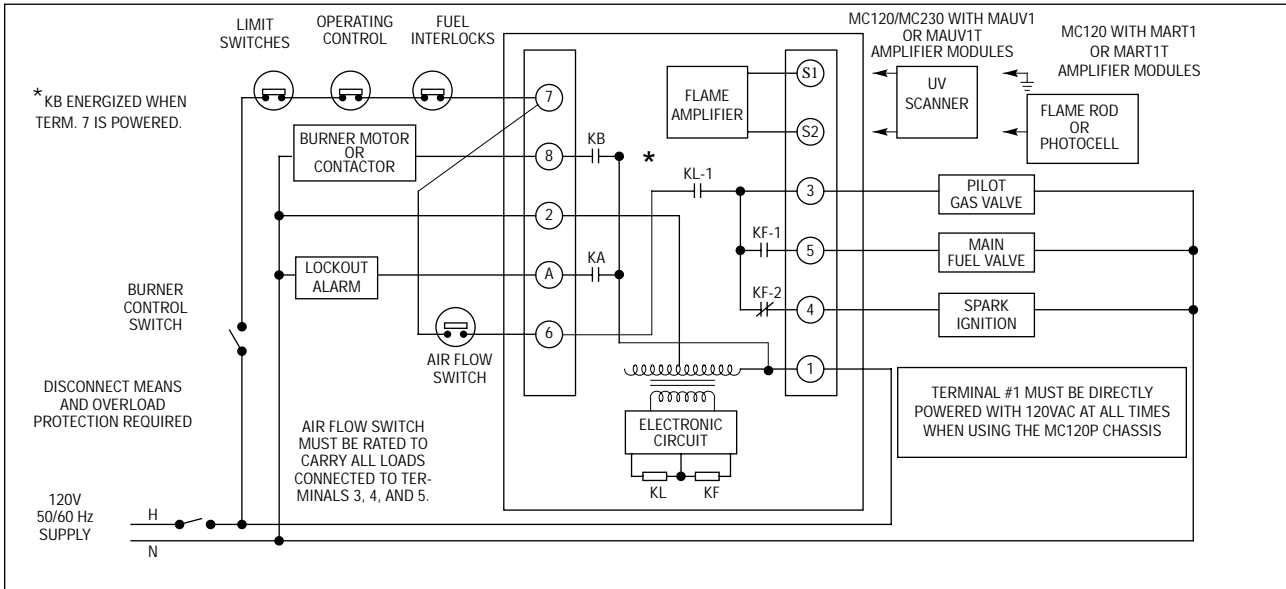 LIMIT
SWITCHES
OPERATING
CONTROL
FUEL
INTERLOCKS
MC120/MC230 WITH MAUV1
OR MAUV1T
AMPLIFIER MODULES
MC120 WITH MART1
OR MART1T
AMPLIFIER MODULES
*KB ENERGIZED WHEN
TERM. 7 IS POWERED.
7
FLAME
AMPLIFIER
S1
S2
UV
SCANNER
FLAME ROD
OR
PHOTOCELL
BURNER MOTOR
OR
CONTACTOR
8
KB
*
KL-1
3
PILOT
GAS VALVE
2
KF-1
5
MAIN
FUEL VALVE
LOCKOUT
ALARM
A
KA
KF-2
4
SPARK
IGNITION
BURNER
CONTROL
SWITCH
6
AIR FLOW
SWITCH
1
DISCONNECT MEANS
AND OVERLOAD
PROTECTION REQUIRED
AIR FLOW SWITCH
MUST BE RATED TO
CARRY ALL LOADS
CONNECTED TO TER-
MINALS 3, 4, AND 5.
ELECTRONIC
CIRCUIT
KL
KF
TERMINAL #1 MUST BE DIRECTLY
POWERED WITH 120VAC AT ALL TIMES
WHEN USING THE MC120P CHASSIS
120V
50/60 Hz
SUPPLY
H
N